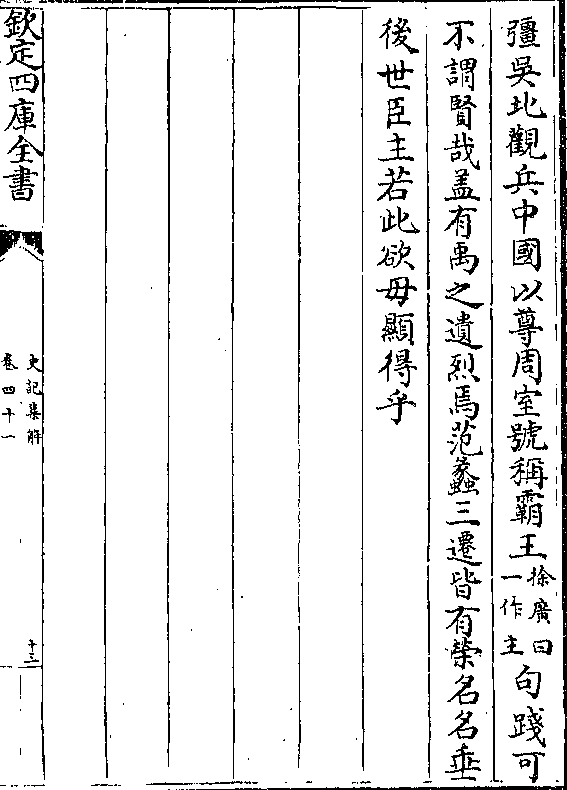 彊吳北觀兵中國以尊周室號稱霸王徐廣曰一作主句踐可
不謂賢哉盖有禹之遺烈焉范蠡三遷皆有榮名名垂
後世臣主若此欲毋顯得乎
欽定四庫全書
史記集解
卷四十一
十三